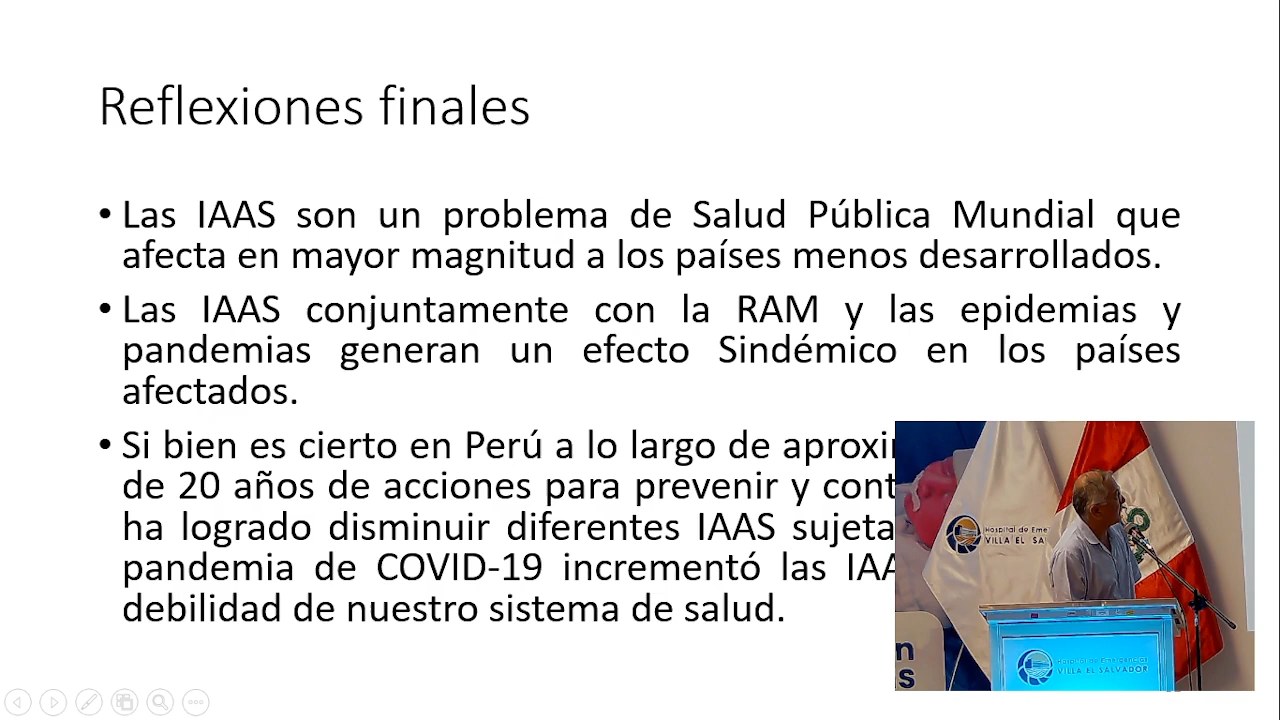 Reflexiones finales
• Las IAAS son un problema de Salud Pública Mundial que
afecta en mayor magnitud a los países menos desarrollados.
• Las IAAS conjuntamente con la RAM y las epidemias y
pandemias generan un efecto Sindémico en los países
afectados.
• Si bien es cierto en Perú a lo largo de
de 20 años de acciones para prevenir y
ha logrado disminuir diferentes IAAS
pandemia de COVID-19 incrementó las
debilidad de nuestro sistema de salud.
Hospital de
VILLA EL
Hospital de Emergencias
VILLA EL SALVADOR